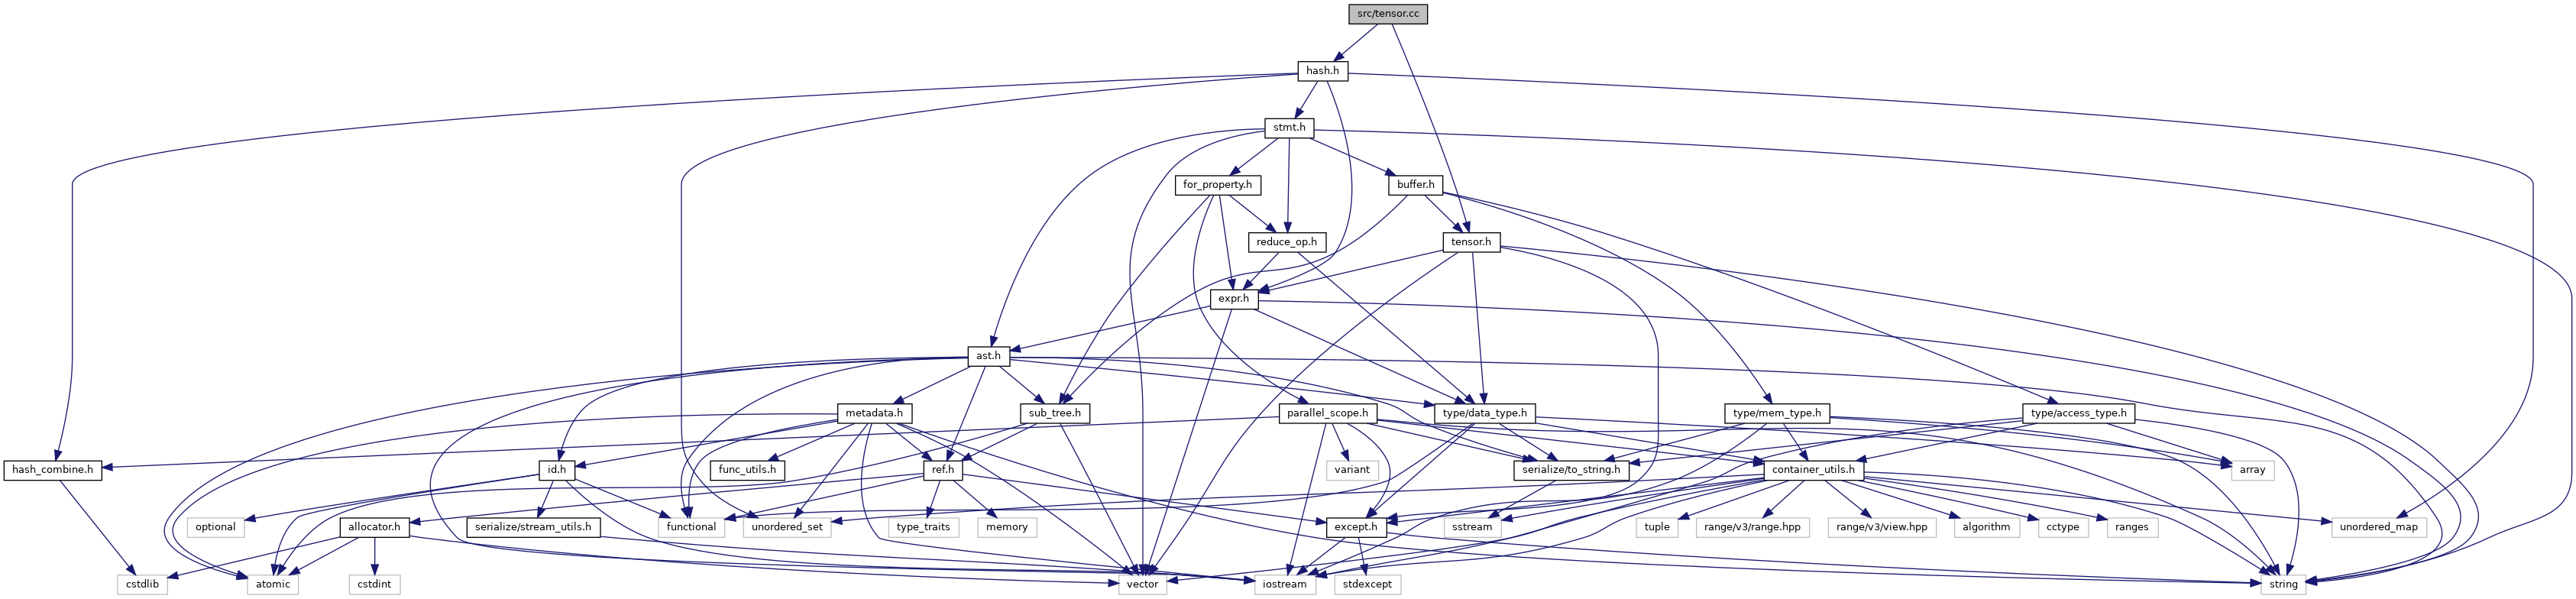 src/tensor.cc
hash.h
stmt.h
for_property.h
buffer.h
reduce_op.h
tensor.h
expr.h
ast.h
metadata.h
sub_tree.h
parallel_scope.h
type/data_type.h
type/mem_type.h
type/access_type.h
hash_combine.h
id.h
func_utils.h
ref.h
variant
serialize/to_string.h
container_utils.h
array
optional
allocator.h
serialize/stream_utils.h
functional
unordered_set
type_traits
memory
except.h
sstream
tuple
range/v3/range.hpp
range/v3/view.hpp
algorithm
cctype
ranges
unordered_map
cstdlib
atomic
cstdint
vector
iostream
stdexcept
string